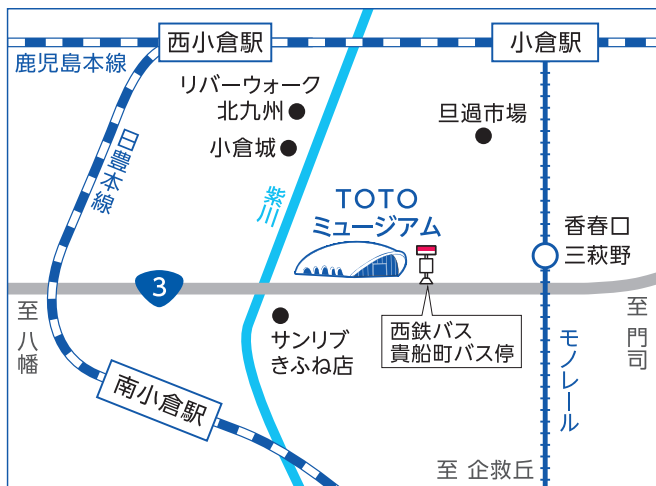 西小倉駅
小倉駅
鹿児島本線
リバーウォーク
北九州
旦過市場
小倉城
日豊本線
紫川
TOTO
ミュージアム
香春口
三萩野
3
至 八幡
至 門司
サンリブ
きふね店
西鉄バス
貴船町バス停
モノレール
南小倉駅
至 企救丘